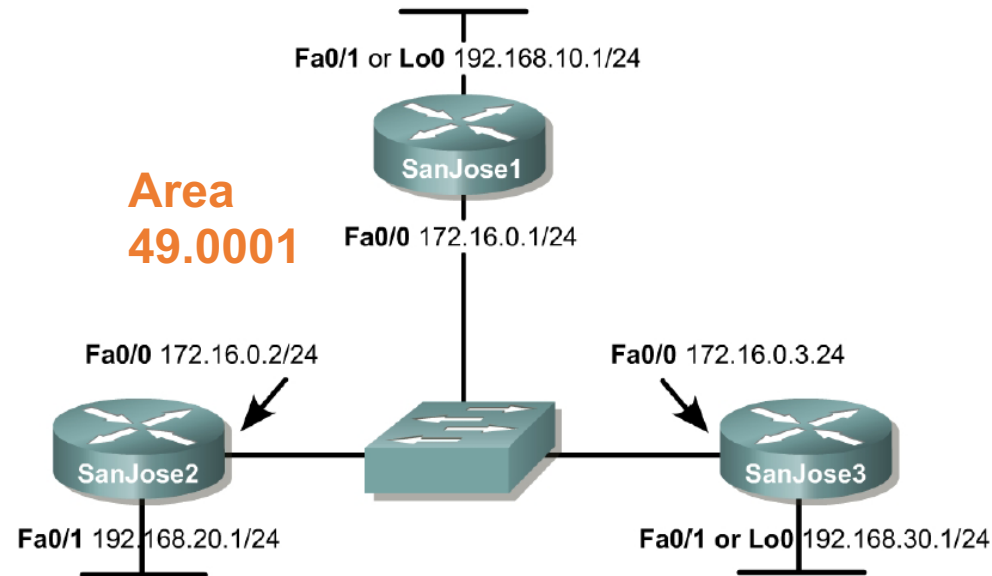 Fa0/1 or Lo0 192.168.10.1/24
SanJose1
Area
49.0001
Fa0/0 172.16.0.1/24
Fa0/0 172.16.0.2/24
Fa0/0 172.16.0.3.24
SanJose2
SanJose3
Fa0/1 192.168.20.1/24
Fa0/1 or Lo0 192.168.30.1/24